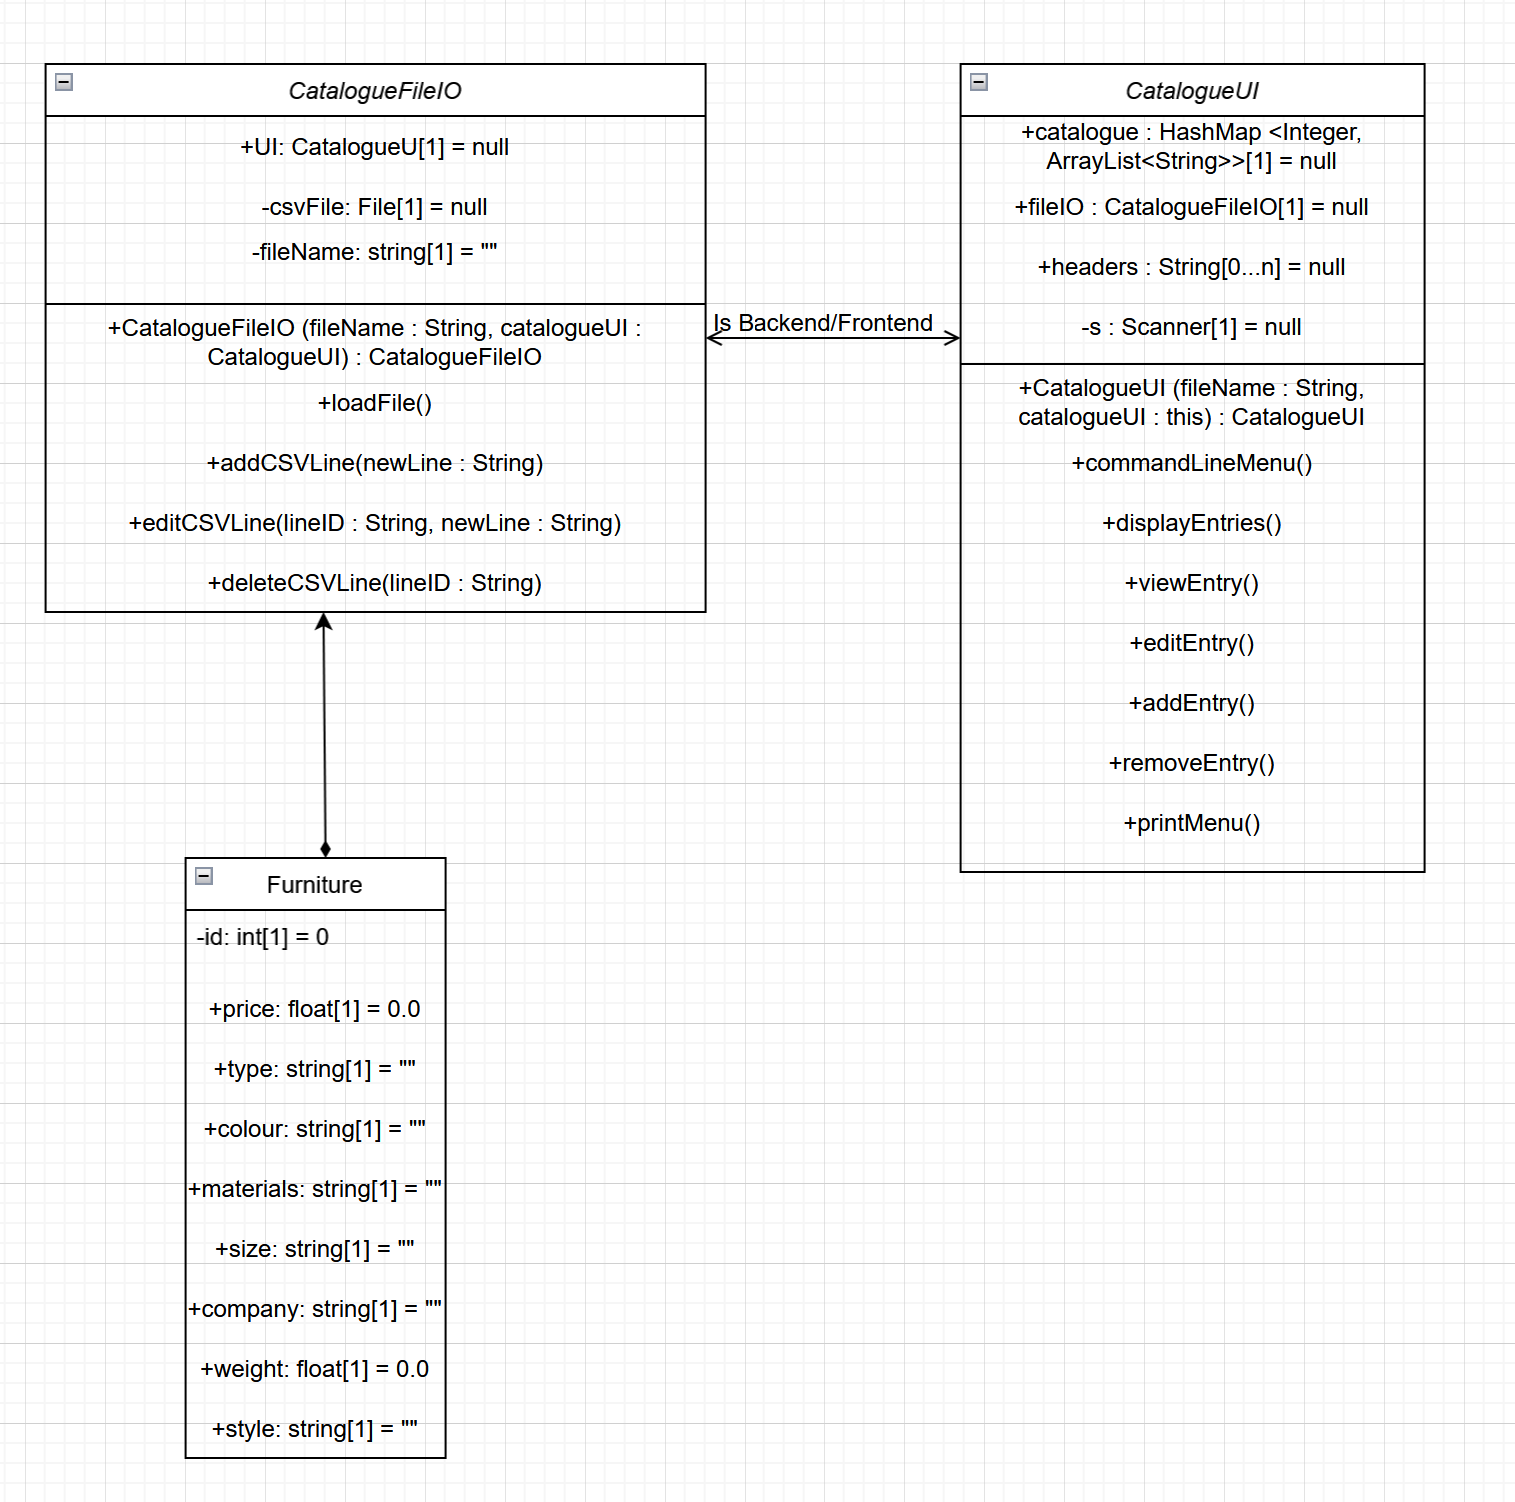 CatalogueFileIO
+UI: CatalogueU[1] = null
-csvFile: File[1] = null
-fileName: string[1] = ""
+CatalogueFileIO (fileName : String, catalogueUI :
CatalogueUI) : CatalogueFileIO
+loadFile()
+addCSVLine(newLine : String)
+editCSVLine(lineID : String, newLine : String)
+deleteCSVLine(lineID : String)
Is Backend/Frontend
CatalogueUI
+catalogue : HashMap <Integer,
ArrayList<String>>[1] = null
+fileIO : CatalogueFileIO[1] = null
+headers : String[0...n] = null
-s : Scanner[1] = null
+CatalogueUI (fileName : String,
catalogueUI : this) : CatalogueUI
+commandLineMenu()
+displayEntries()
+viewEntry()
+editEntry()
+addEntry()
+removeEntry()
+printMenu()
Furniture
-id: int[1] = 0
+price: float[1] = 0.0
+type: string[1] = ""
+colour: string[1] = ""
+materials: string[1] = ""
+size: string[1] = ""
+company: string[1] = ""
+weight: float[1] = 0.0
+style: string[1] = ""